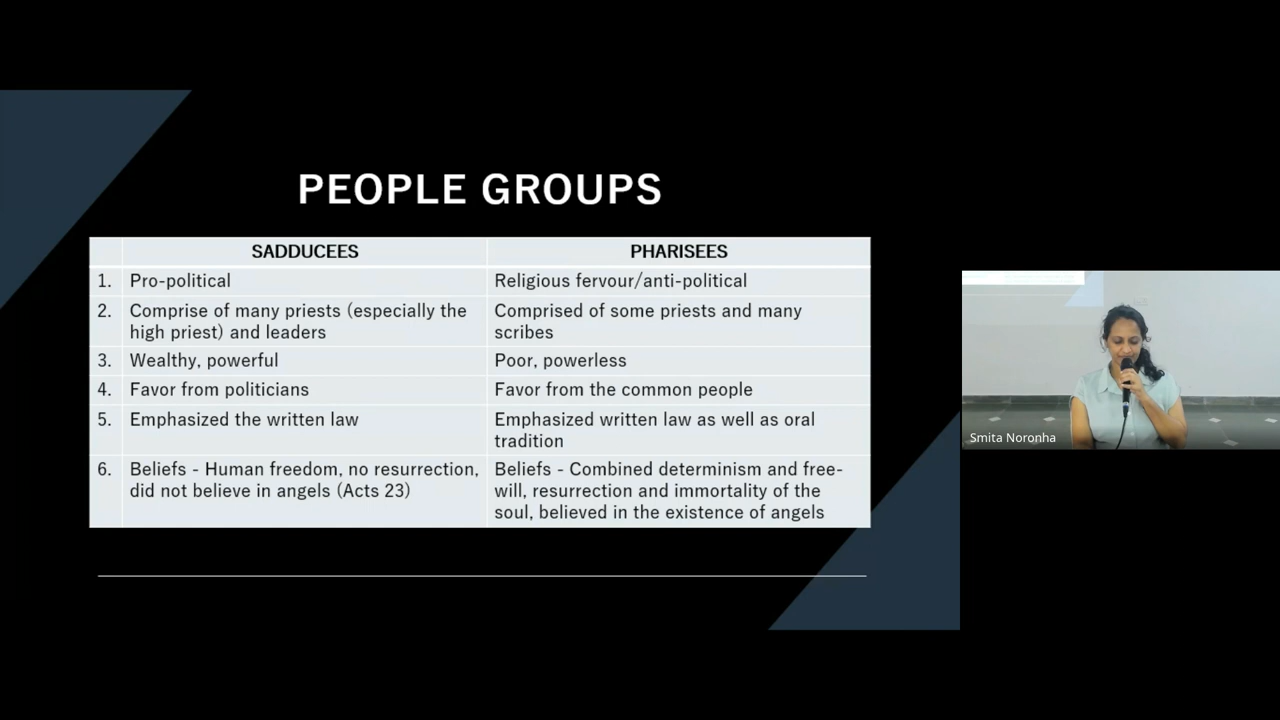 PEOPLE GROUPS
SADDUCEES PHARISEES
1. Pro-political Religious fervour/anti-political
2. Comprise of many priests (especially the
high priest) and leaders
Comprised of some priests and many
scribes
3. Wealthy, powerful Poor, powerless
4. Favor from politicians Favor from the common people
5. Emphasized the written law
Emphasized written law as well as oral
tradition
6. Beliefs - Human freedom, no resurrection,
did not believe in angels (Acts 23)
Beliefs - Combined determinism and free-
will, resurrection and immortality of the
soul, believed in the existence of angels
Smita Noronha